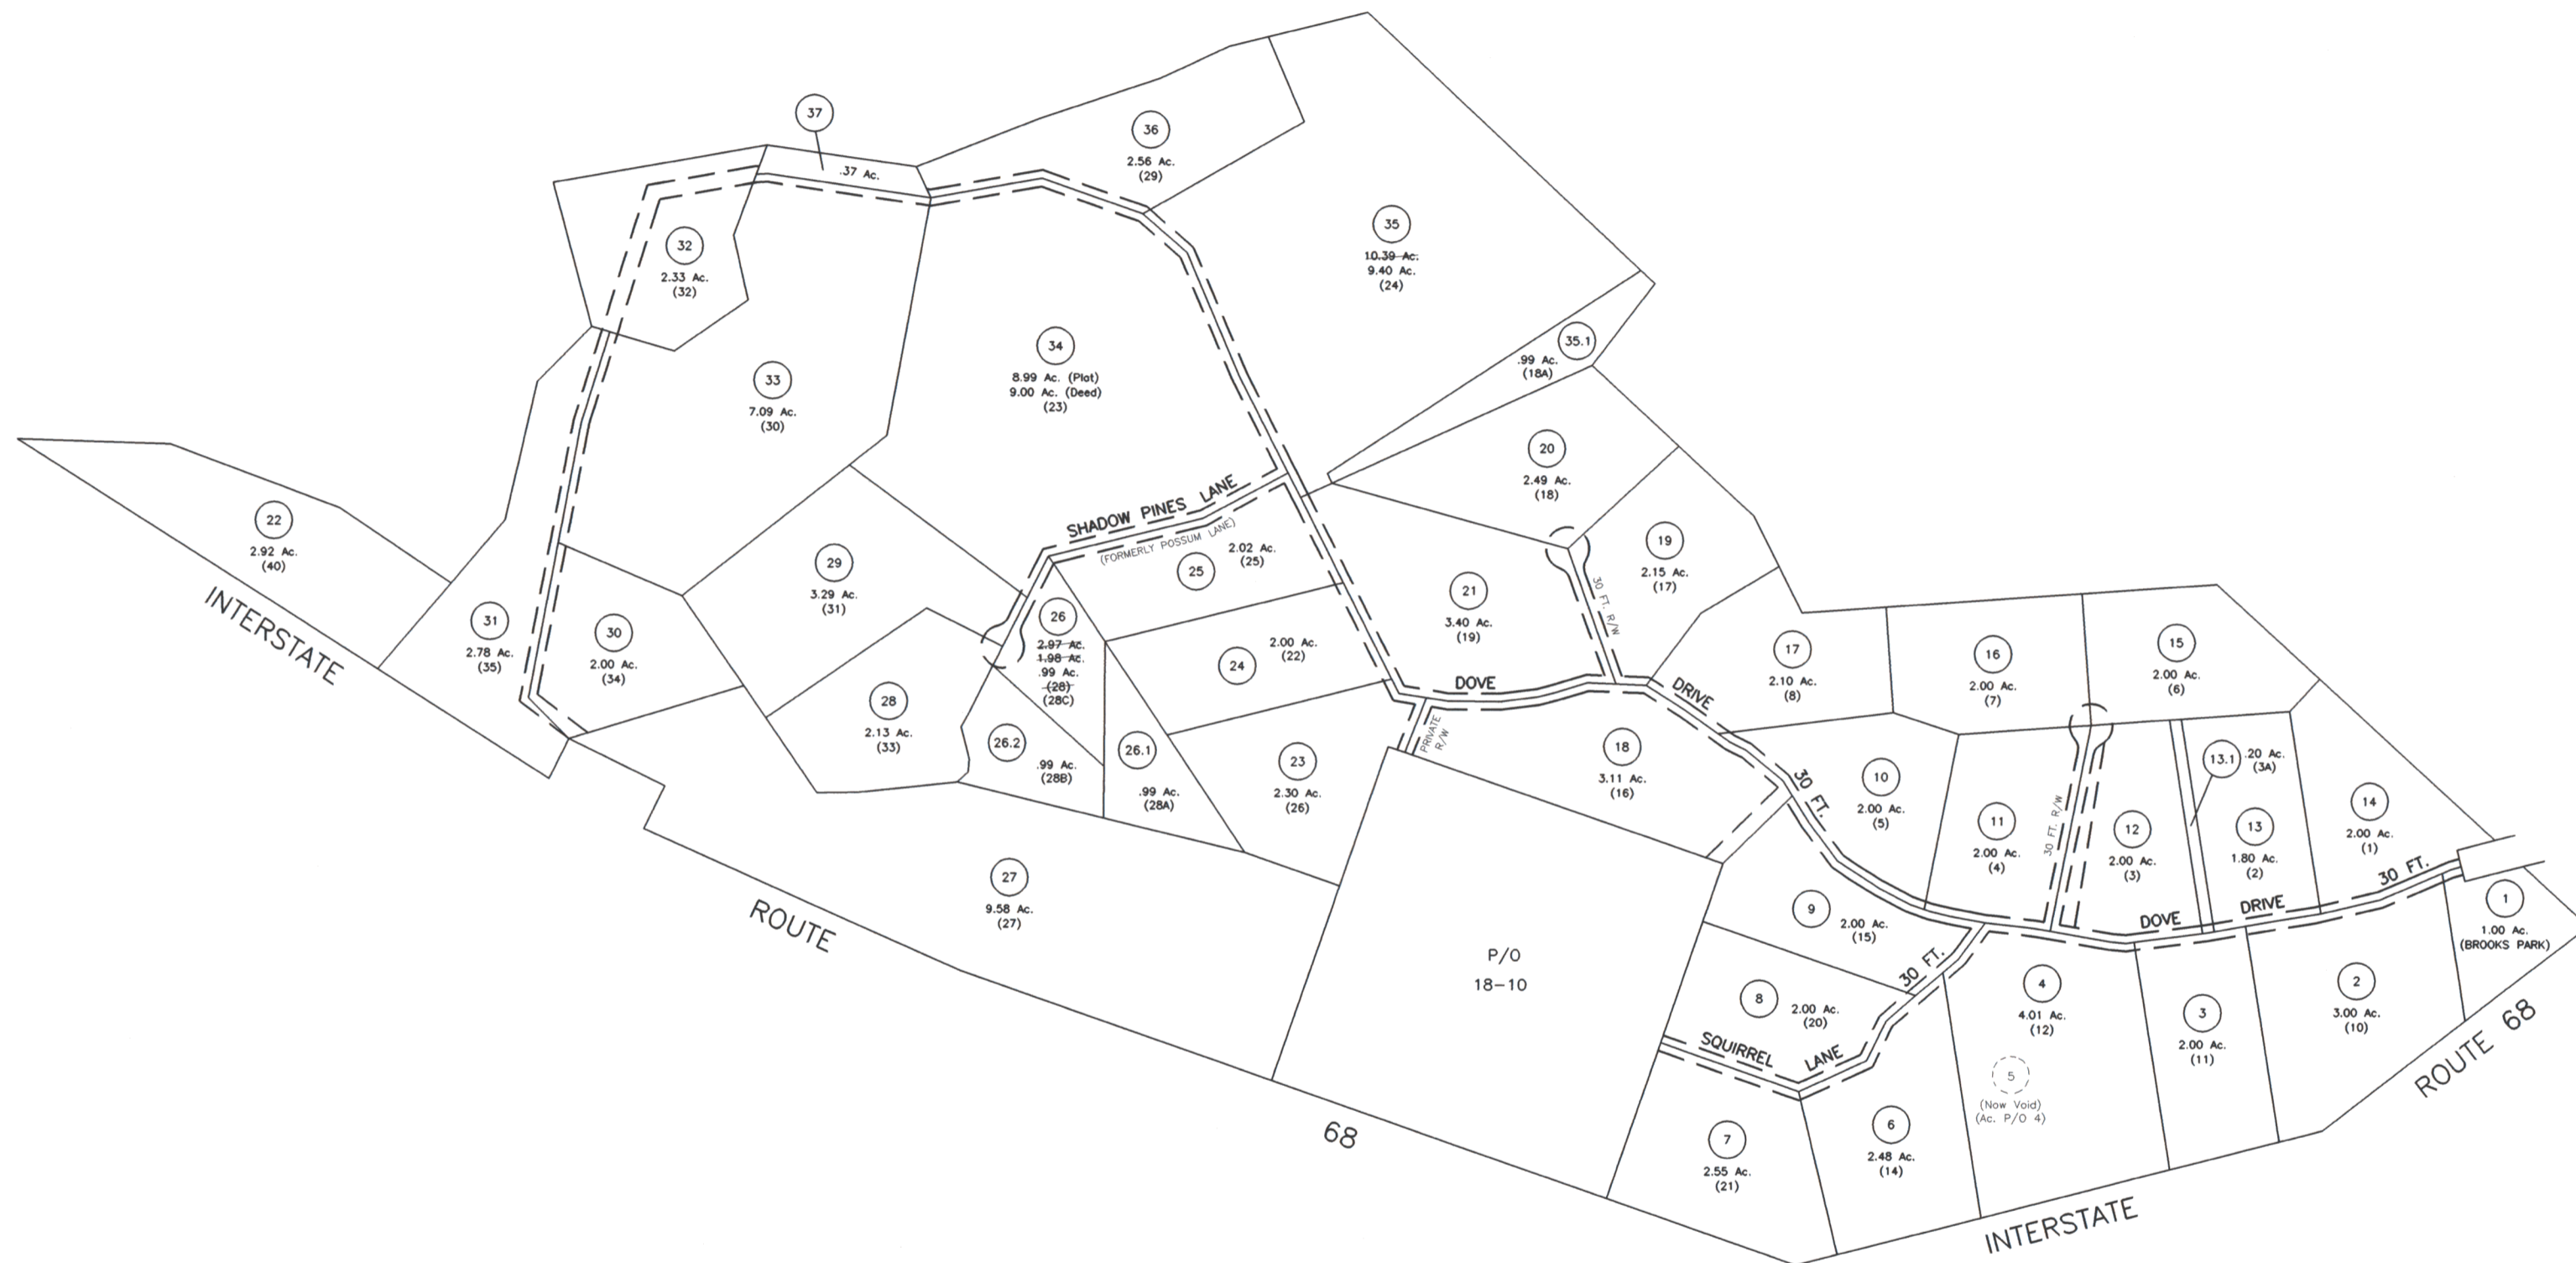 37
.37 Ac.
36
2.56 Ac.
(29)
35
10.39 Ac.
9.40 Ac.
(24)
32
2.33 Ac.
(32)
35.1
.99 Ac.
(18A)
34
8.99 Ac. (Plat)
9.00 Ac. (Deed)
(23)
33
7.09 Ac.
(30)
20
2.49 Ac.
(18)
22
2.92 Ac.
(40)
INTERSTATE
SHADOW PINES LANE
(FORMERLY POSSUM LANE)
25
2.02 Ac.
(25)
29
3.29 Ac.
(31)
19
2.15 Ac.
(17)
30 FT. R/W
21
3.40 Ac.
(19)
31
2.78 Ac.
(35)
30
2.00 Ac.
(34)
26
2.97 Ac.
1.98 Ac.
.99 Ac.
(28)
(28C)
24
2.00 Ac.
(22)
17
2.10 Ac.
(8)
16
2.00 Ac.
(7)
15
2.00 Ac.
(6)
DOVE
DRIVE
30 FT.
PRIVATE
R/W
28
2.13 Ac.
(33)
26.2
.99 Ac.
(28B)
26.1
.99 Ac.
(28A)
23
2.30 Ac.
(26)
18
3.11 Ac.
(16)
10
2.00 Ac.
(5)
11
2.00 Ac.
(4)
30 FT. R/W
12
2.00 Ac.
(3)
13.1
.20 Ac.
(3A)
13
1.80 Ac.
(2)
14
2.00 Ac.
(1)
27
9.58 Ac.
(27)
ROUTE
68
P/O
18-10
9
2.00 Ac.
(15)
DOVE
DRIVE
30 FT.
1
1.00 Ac.
(BROOKS PARK)
30 FT.
8
2.00 Ac.
(20)
SQUIRREL
LANE
4
4.01 Ac.
(12)
5
(Now Void)
(Ac. P/O 4)
3
2.00 Ac.
(11)
2
3.00 Ac.
(10)
ROUTE 68
7
2.55 Ac.
(21)
6
2.48 Ac.
(14)
INTERSTATE